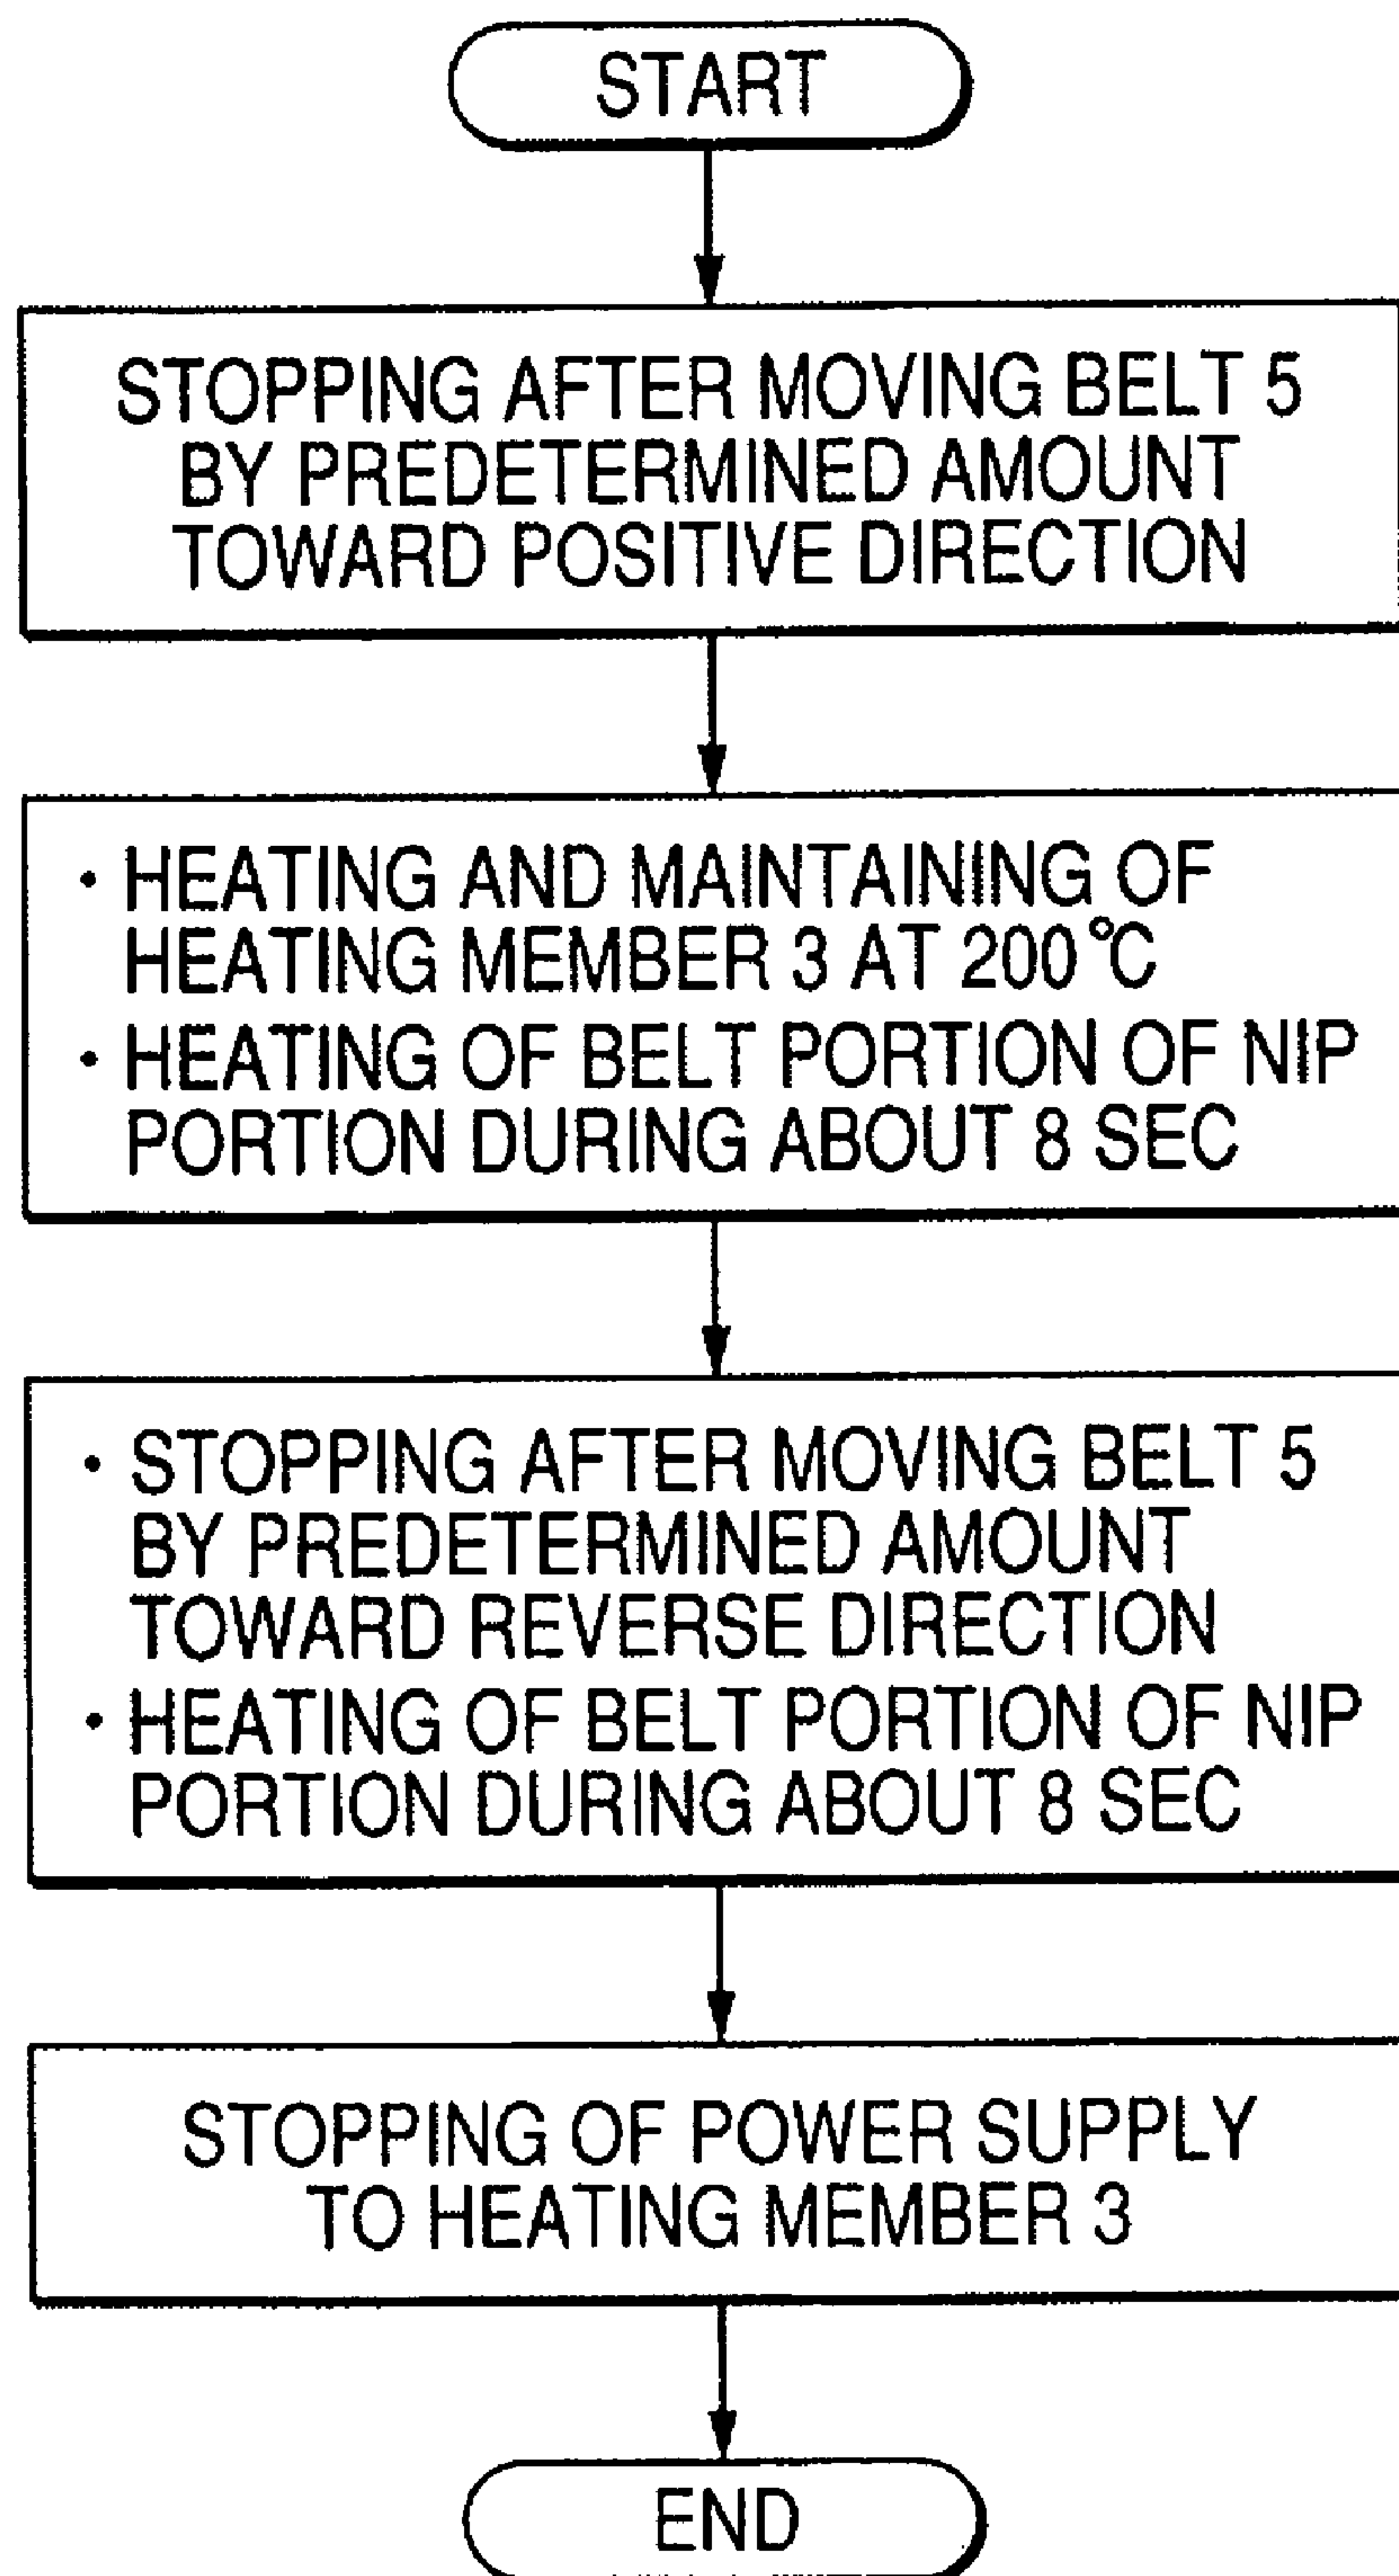 START
STOPPING AFTER MOVING BELT 5
BY PREDETERMINED AMOUNT
TOWARD POSITIVE DIRECTION
· HEATING AND MAINTAINING OF
HEATING MEMBER 3 AT 200°C
· HEATING OF BELT PORTION OF NIP
PORTION DURING ABOUT 8 SEC
· STOPPING AFTER MOVING BELT 5
BY PREDETERMINED AMOUNT
TOWARD REVERSE DIRECTION
· HEATING OF BELT PORTION OF NIP
PORTION DURING ABOUT 8 SEC
STOPPING OF POWER SUPPLY
TO HEATING MEMBER 3
END